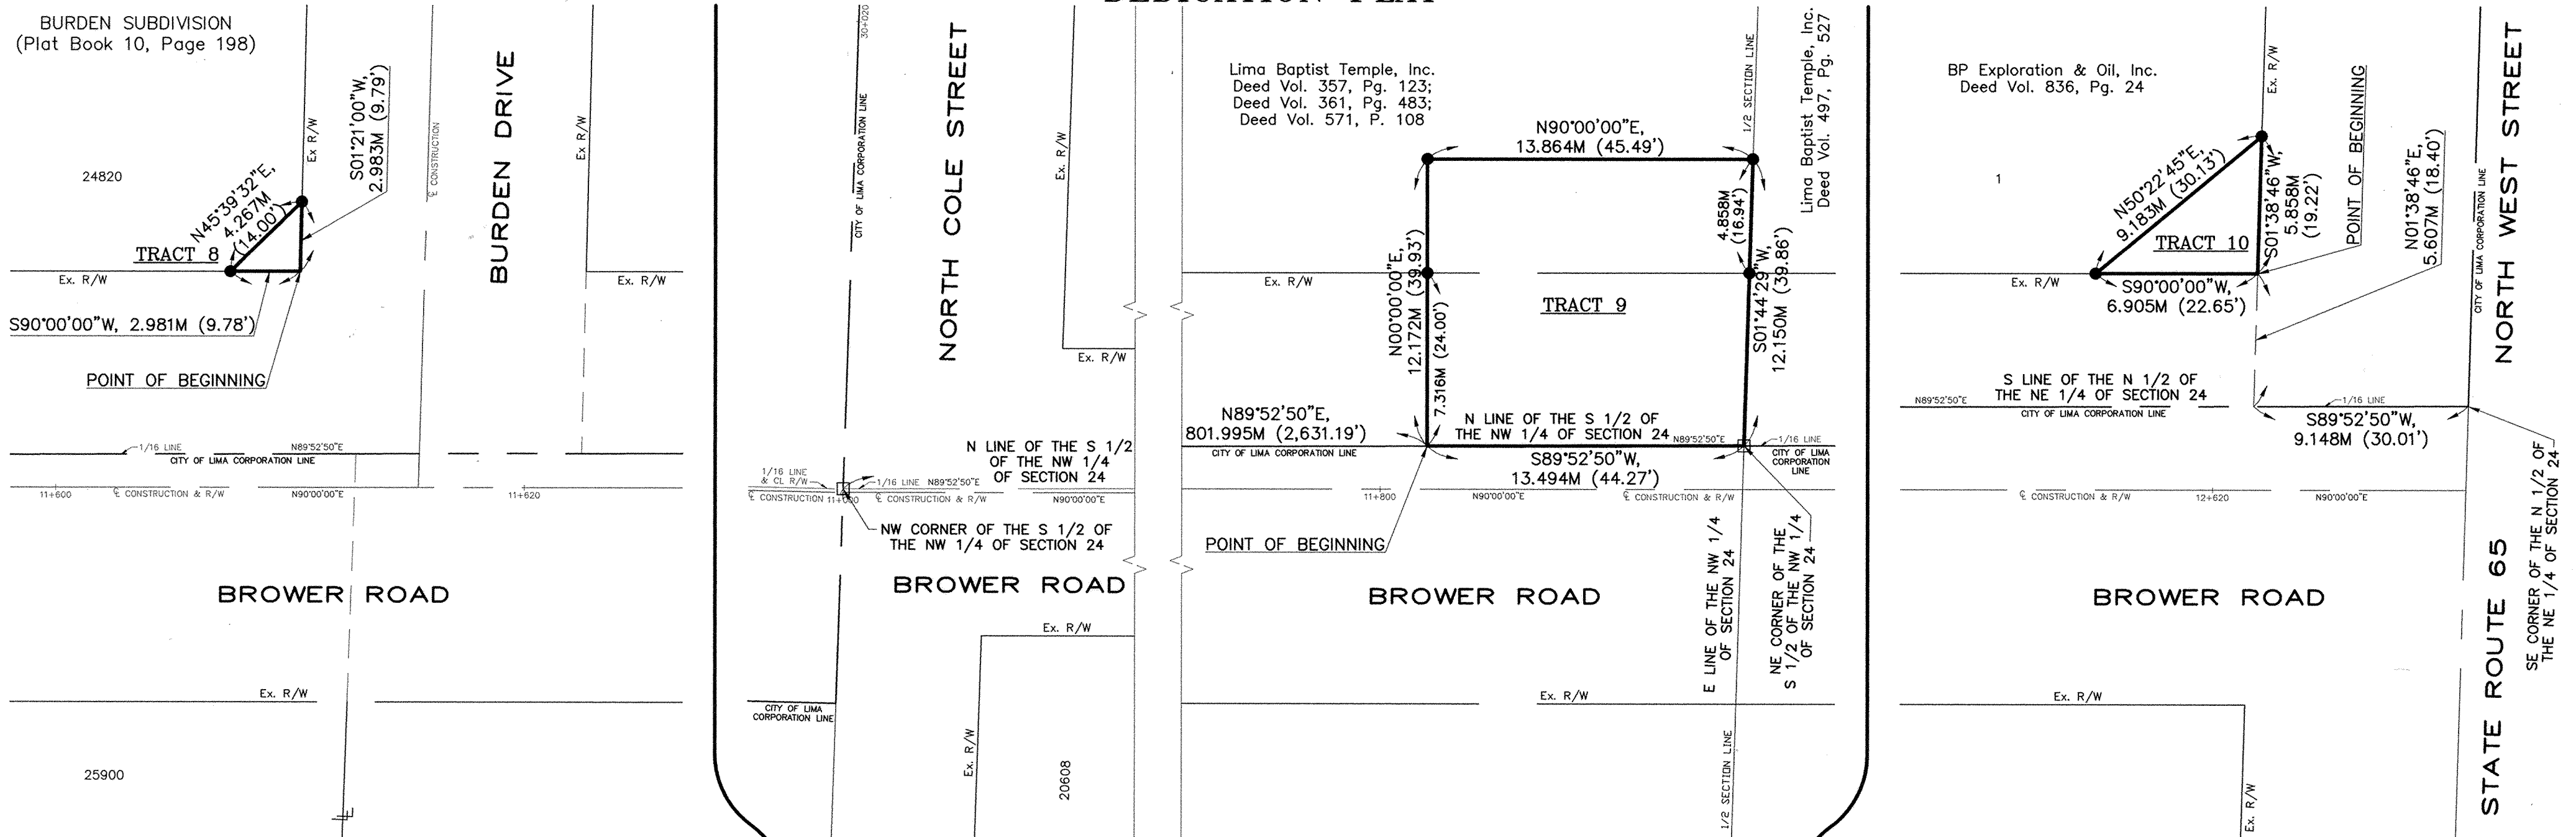 DEDICATION PLAT
BURDEN SUBDIVISION
(Plat Book 10, Page 198)
24820
N45°39'32"E,
4.267M
(14.00')
S01°21'00"W,
2.983M (9.79')
Ex R/W
TRACT 8
Ex. R/W
S90°00'00"W, 2.981M (9.78')
POINT OF BEGINNING
℄ CONSTRUCTION
BURDEN DRIVE
Ex R/W
Ex. R/W
1/16 LINE
N89°52'50"E
CITY OF LIMA CORPORATION LINE
11+600
℄ CONSTRUCTION & R/W
N90°00'00"E
11+620
BROWER ROAD
Ex. R/W
25900
30+020
CITY OF LIMA CORPORATION LINE
NORTH COLE STREET
Ex. R/W
Ex. R/W
N LINE OF THE S 1/2
OF THE NW 1/4
OF SECTION 24
1/16 LINE
& CL R/W
1/16 LINE
N89°52'50"E
℄ CONSTRUCTION
11+000
℄ CONSTRUCTION & R/W
N90°00'00"E
NW CORNER OF THE S 1/2 OF
THE NW 1/4 OF SECTION 24
BROWER ROAD
Ex. R/W
CITY OF LIMA
CORPORATION LINE
Ex. R/W
20608
Lima Baptist Temple, Inc.
Deed Vol. 357, Pg. 123;
Deed Vol. 361, Pg. 483;
Deed Vol. 571, P. 108
N90°00'00"E,
13.864M (45.49')
1/2 SECTION LINE
Lima Baptist Temple, Inc.
Deed Vol. 497, Pg. 527
4.858M
(16.94')
Ex. R/W
N00°00'00"E,
12.172M (39.93')
7.316M (24.00')
TRACT 9
S01°44'29"W,
12.150M (39.86')
N89°52'50"E,
801.995M (2,631.19')
CITY OF LIMA CORPORATION LINE
N LINE OF THE S 1/2 OF
THE NW 1/4 OF SECTION 24
N89°52'50"E
S89°52'50"W,
13.494M (44.27')
1/16 LINE
CITY OF LIMA
CORPORATION
LINE
11+800
N90°00'00"E
℄ CONSTRUCTION & R/W
POINT OF BEGINNING
BROWER ROAD
E LINE OF THE NW 1/4
OF SECTION 24
NE CORNER OF THE
S 1/2 OF THE NW 1/4
OF SECTION 24
Ex. R/W
1/2 SECTION LINE
BP Exploration & Oil, Inc.
Deed Vol. 836, Pg. 24
1
Ex. R/W
N50°22'45"E,
9.183M (30.13')
TRACT 10
S01°38'46"W,
5.858M
(19.22')
POINT OF BEGINNING
N01°38'46"E,
5.607M (18.40')
CITY OF LIMA CORPORATION LINE
NORTH WEST STREET
Ex. R/W
S90°00'00"W,
6.905M (22.65')
S LINE OF THE N 1/2 OF
THE NE 1/4 OF SECTION 24
N89°52'50"E
CITY OF LIMA CORPORATION LINE
1/16 LINE
S89°52'50"W,
9.148M (30.01')
℄ CONSTRUCTION & R/W
12+620
N90°00'00"E
BROWER ROAD
STATE ROUTE 65
SE CORNER OF THE N 1/2 OF
THE NE 1/4 OF SECTION 24
Ex. R/W
Ex. R/W